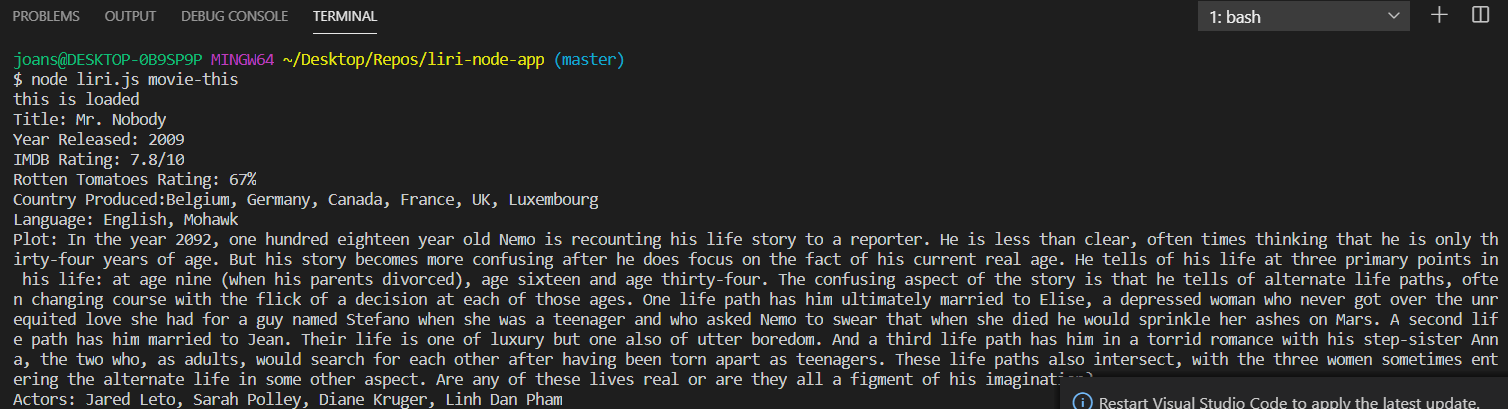 PROBLEMS OUTPUT DEBUG CONSOLE TERMINAL 1: bash
joans@DESKTOP-0B9SP9P MINGW64 ~/Desktop/Repos/liri-node-app (master)
$ node liri.js movie-this
this is loaded
Title: Mr. Nobody
Year Released: 2009
IMDB Rating: 7.8/10
Rotten Tomatoes Rating: 67%
Country Produced:Belgium, Germany, Canada, France, UK, Luxembourg
Language: English, Mohawk
Plot: In the year 2092, one hundred eighteen year old Nemo is recounting his life story to a reporter. He is less than clear, often times thinking that he is only th
irty-four years of age. But his story becomes more confusing after he does focus on the fact of his current real age. He tells of his life at three primary points in
his life: at age nine (when his parents divorced), age sixteen and age thirty-four. The confusing aspect of the story is that he tells of alternate life paths, ofte
n changing course with the flick of a decision at each of those ages. One life path has him ultimately married to Elise, a depressed woman who never got over the unr
equited love she had for a guy named Stefano when she was a teenager and who asked Nemo to swear that when she died he would sprinkle her ashes on Mars. A second lif
e path has him married to Jean. Their life is one of luxury but one also of utter boredom. And a third life path has him in a torrid romance with his step-sister Ann
a, the two who, as adults, would search for each other after having been torn apart as teenagers. These life paths also intersect, with the three women sometimes ent
ering the alternate life in some other aspect. Are any of these lives real or are they all a figment of his imagination?
Actors: Jared Leto, Sarah Polley, Diane Kruger, Linh Dan Pham
Restart Visual Studio Code to apply the latest update.